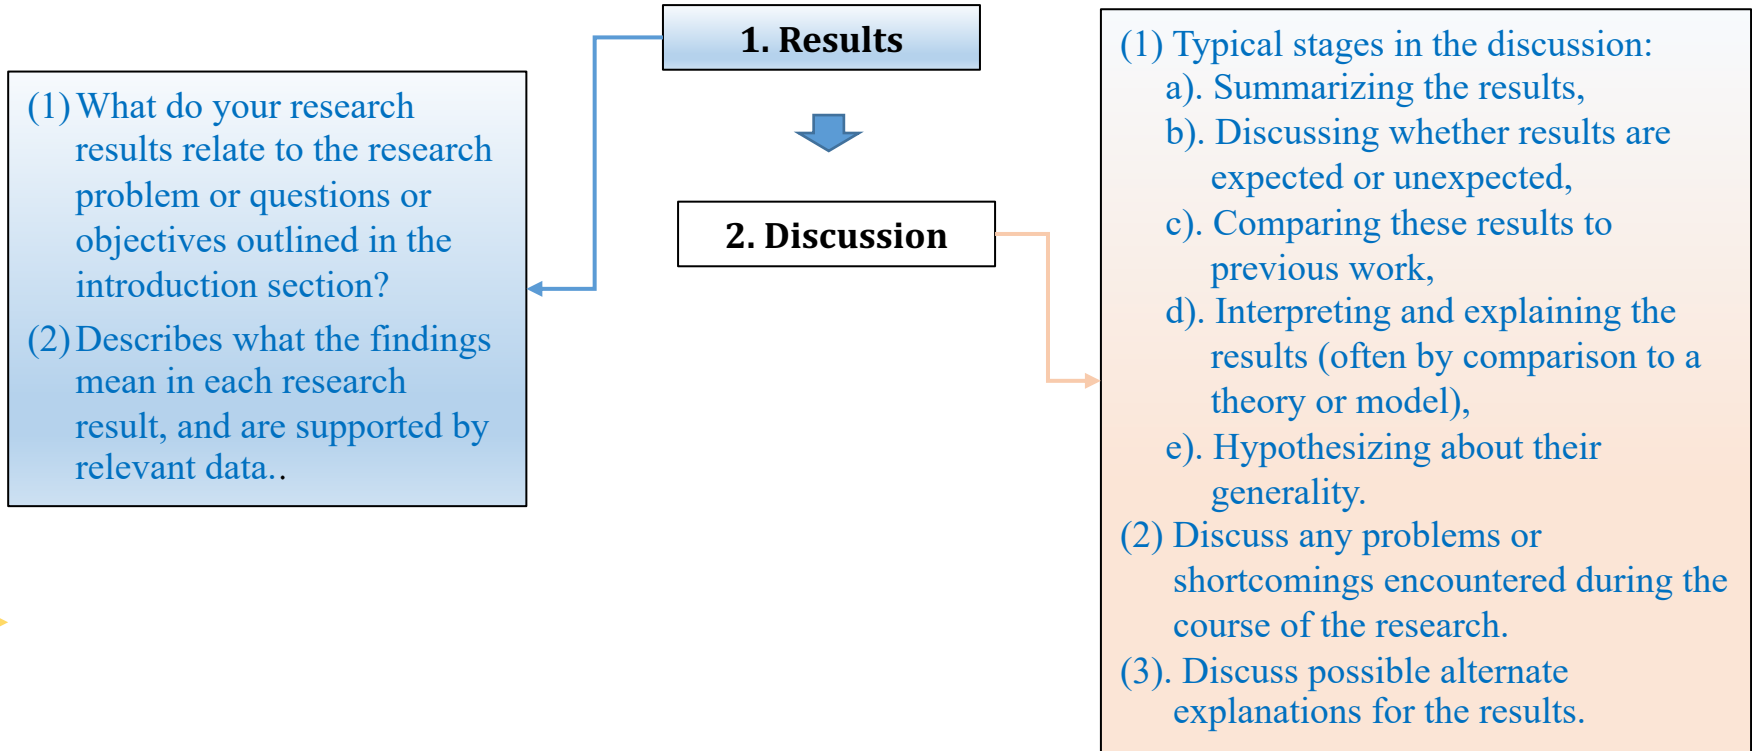 1. Results
(1) What do your research
results relate to the research
problem or questions or
objectives outlined in the
introduction section?
(2) Describes what the findings
mean in each research
result, and are supported by
relevant data..
2. Discussion
(1) Typical stages in the discussion:
a). Summarizing the results,
b). Discussing whether results are
expected or unexpected,
c). Comparing these results to
previous work,
d). Interpreting and explaining the
results (often by comparison to a
theory or model),
e). Hypothesizing about their
generality.
(2) Discuss any problems or
shortcomings encountered during the
course of the research.
(3). Discuss possible alternate
explanations for the results.